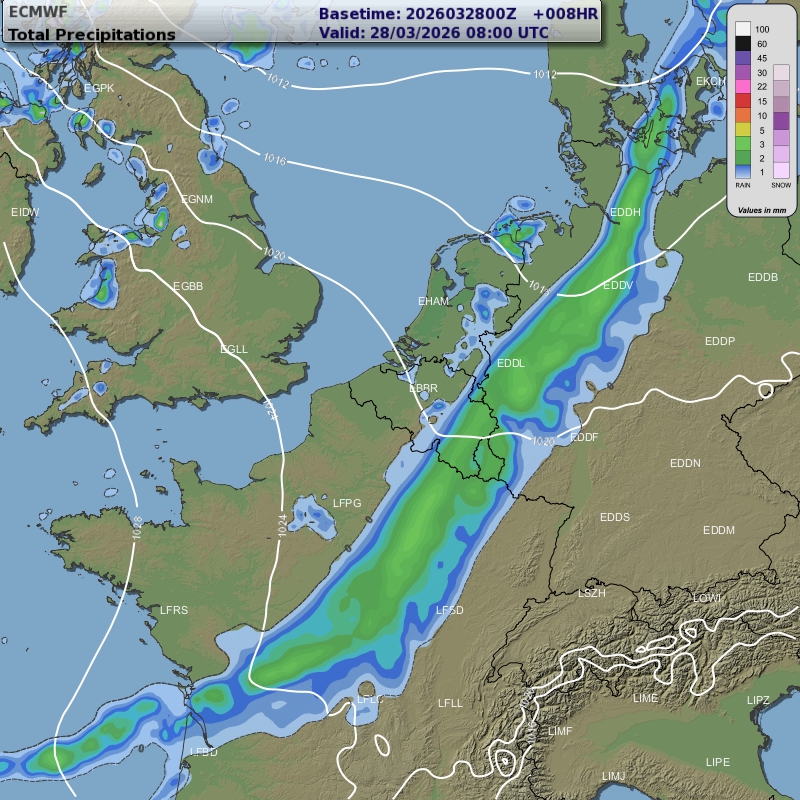 ECMWF
Basetime: 2026032800Z +008HR
Total Precipitations
Valid: 28/03/2026 08:00 UTC
100
60
45
30
22
15
10
5
3
2
1
RAIN SNOW
Values in mm
1012
1012
EGPK
EKCH
1016
EGNM
EIDW
EDDH
1020
EGBB
1016
EDDV
EDDB
EHAM
EDDP
EGLL
EDDL
EBBR
1024
1020
EDDF
EDDN
LFPG
EDDS
EDDM
1028
1024
LSZH
LOWI
LFRS
LFSD
LFLC
LFLL
LIME
LIPZ
LIMF
LFBD
LIPE
LIMJ